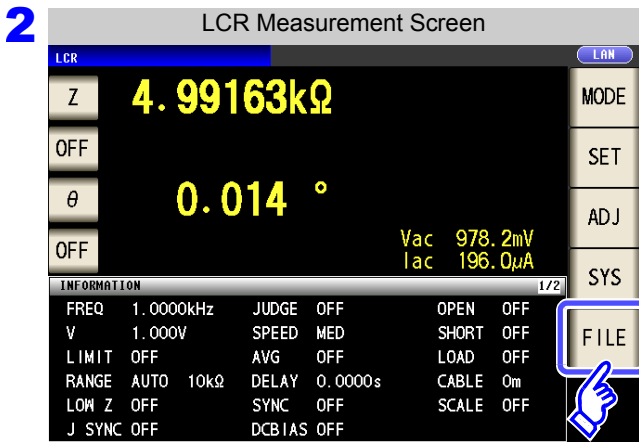 2
LCR Measurement Screen
LCR
LAN
Z 4.99163kΩ
MODE
OFF
SET
θ 0.014 °
ADJ
OFF
Vac 978.2mV
Iac 196.0μA
SYS
INFORMATION 1/2
FREQ 1.0000kHz JUDGE OFF OPEN OFF
V 1.000V SPEED MED SHORT OFF
FILE
LIMIT OFF AVG OFF LOAD OFF
RANGE AUTO 10kΩ DELAY 0.0000s CABLE 0m
LOW Z OFF SYNC OFF SCALE OFF
J SYNC OFF DCBIAS OFF